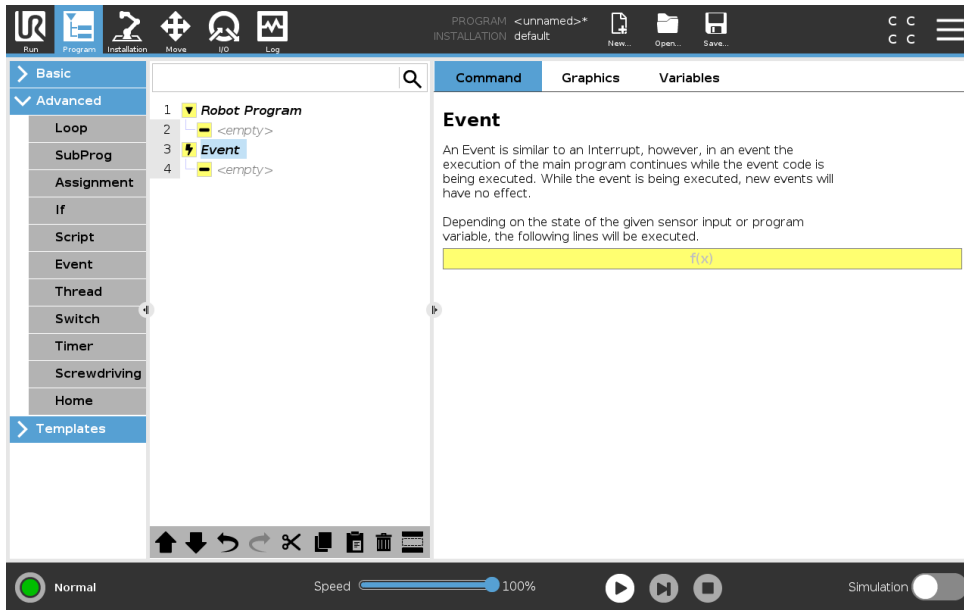 UR
PROGRAM <unnamed>*
INSTALLATION default
Run Program Installation Move I/O Log New... Open... Save...
C C
C C
Basic
Advanced
Loop
SubProg
Assignment
If
Script
Event
Thread
Switch
Timer
Screwdriving
Home
Templates
1 Robot Program
2 <empty>
3 Event
4 <empty>
Command Graphics Variables
Event
An Event is similar to an Interrupt, however, in an event the
execution of the main program continues while the event code is
being executed. While the event is being executed, new events will
have no effect.
Depending on the state of the given sensor input or program
variable, the following lines will be executed.
f(x)
Normal
Speed 100%
Simulation